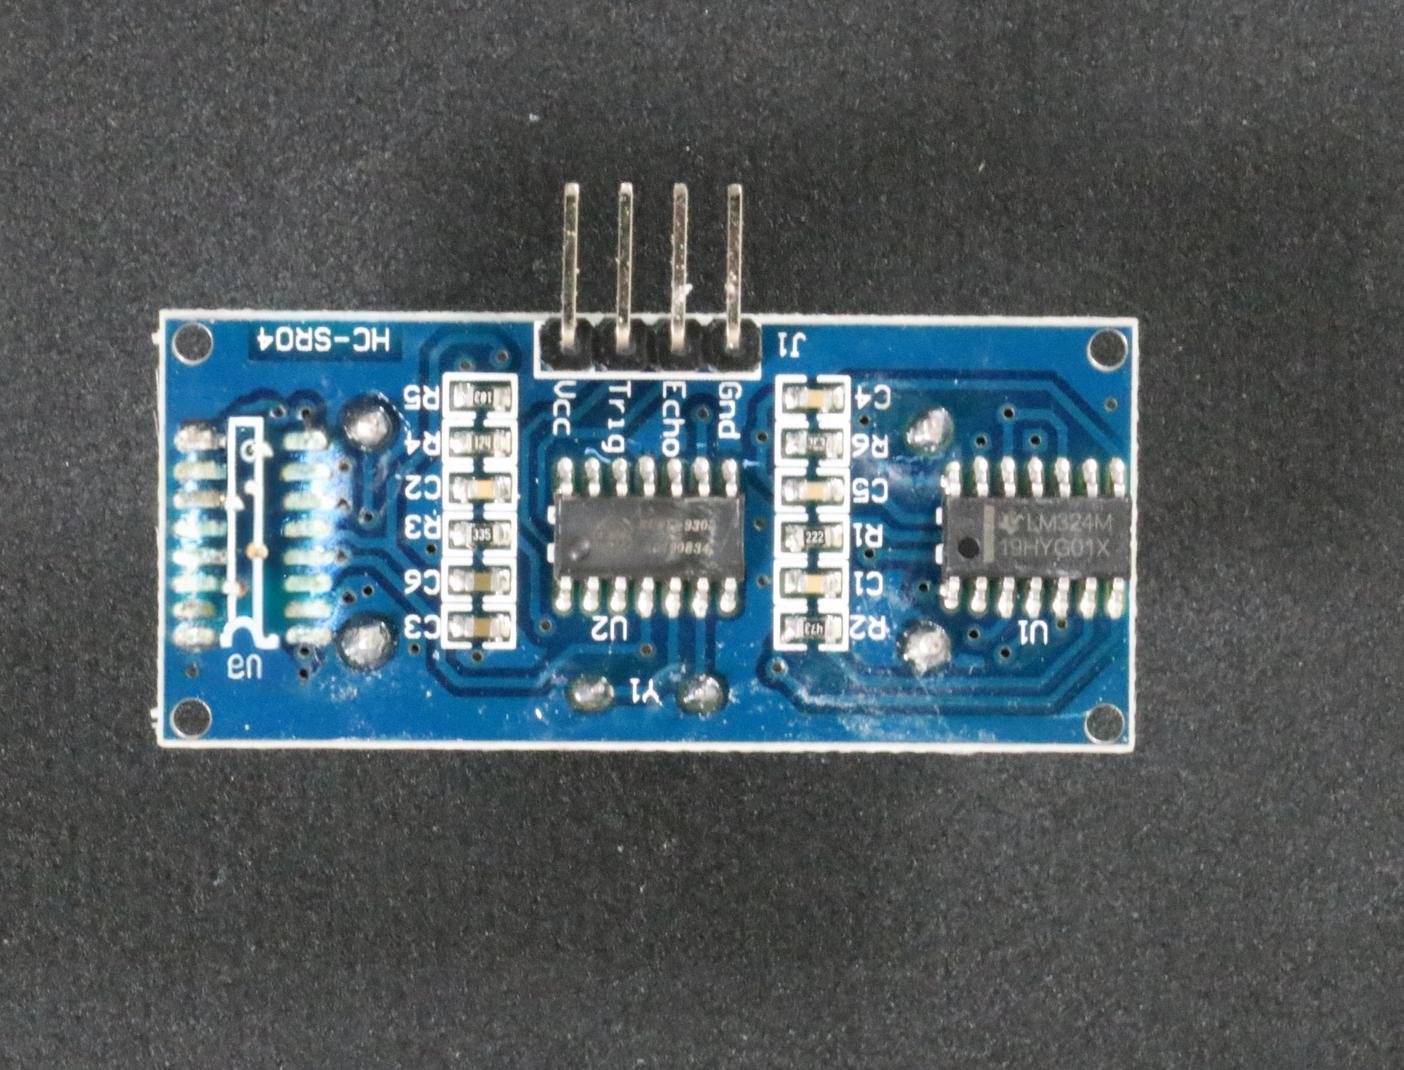 HC-SR04
J1
Vcc
Trig
Echo
Gnd
R5
R4
C2
R3
C6
C3
C4
R6
C5
R1
C1
R2
103
124
335
222
473
LM324M
19HYG01X
U3
U2
U1
Y1